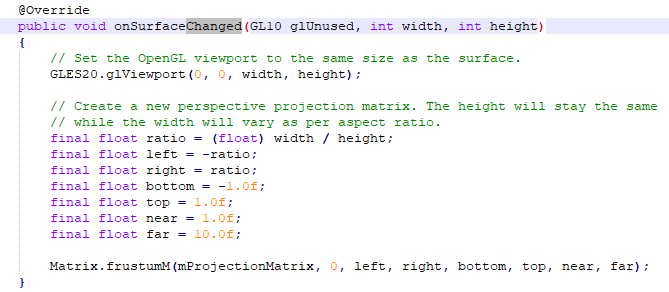 @Override
public void onSurfaceChanged(GL10 glUnused, int width, int height)
{
// Set the OpenGL viewport to the same size as the surface.
GLES20.glViewport(0, 0, width, height);
// Create a new perspective projection matrix. The height will stay the same
// while the width will vary as per aspect ratio.
final float ratio = (float) width / height;
final float left = -ratio;
final float right = ratio;
final float bottom = -1.0f;
final float top = 1.0f;
final float near = 1.0f;
final float far = 10.0f;
Matrix.frustumM(mProjectionMatrix, 0, left, right, bottom, top, near, far);
}